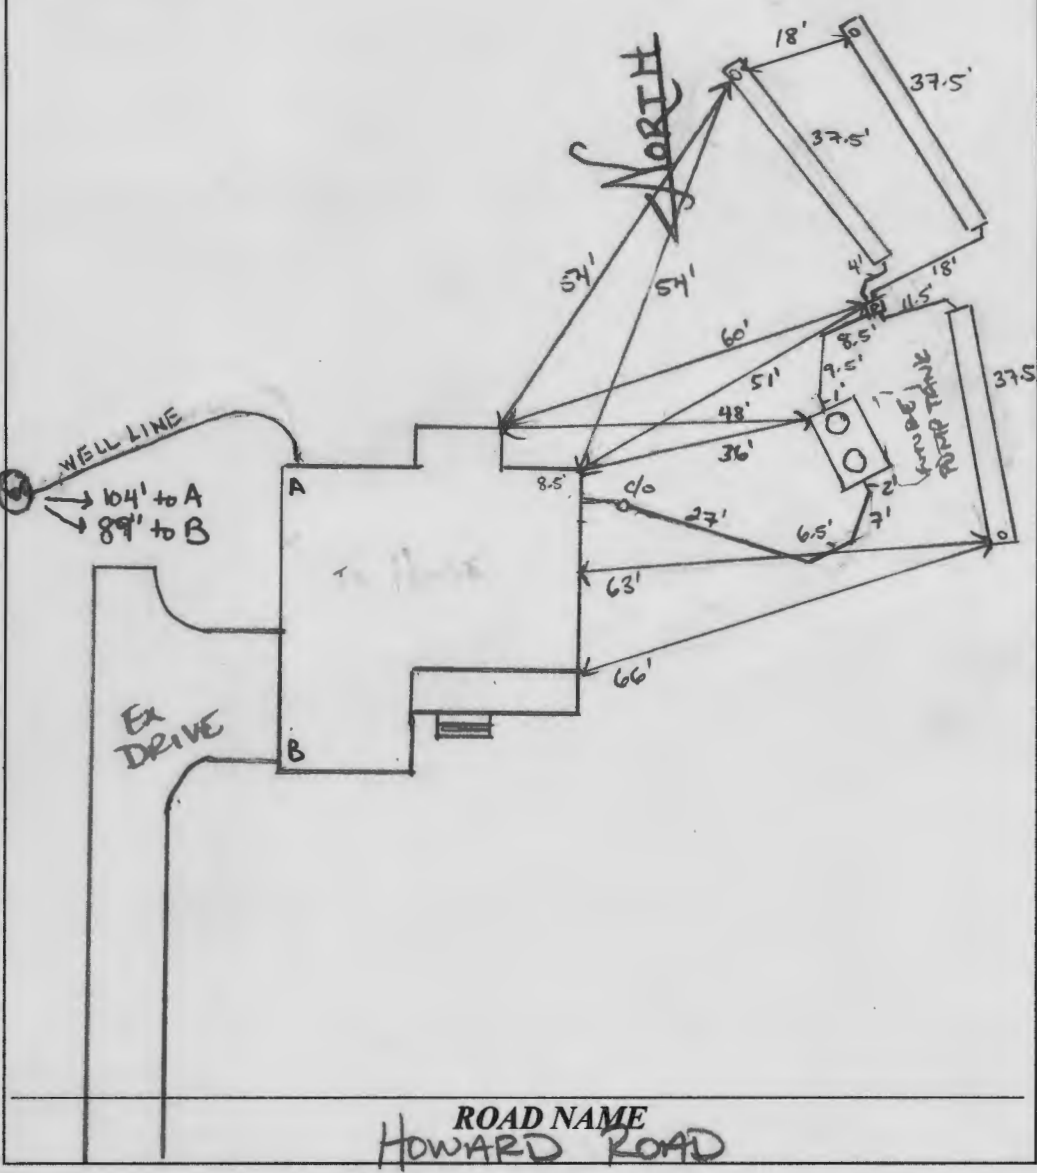 18'
37.5'
NORTH
37.5'
54'
54'
4'
18'
11.5'
60'
8.5'
51'
9.5'
37.5
48'
1'
36'
FUTURE
PUMP TANK
WELL LINE
A
8.5'
c/o
2'
104' to A
89" to B
27'
6.5'
7'
63'
66'
EX
DRIVE
B
ROAD NAME
HOWARD ROAD